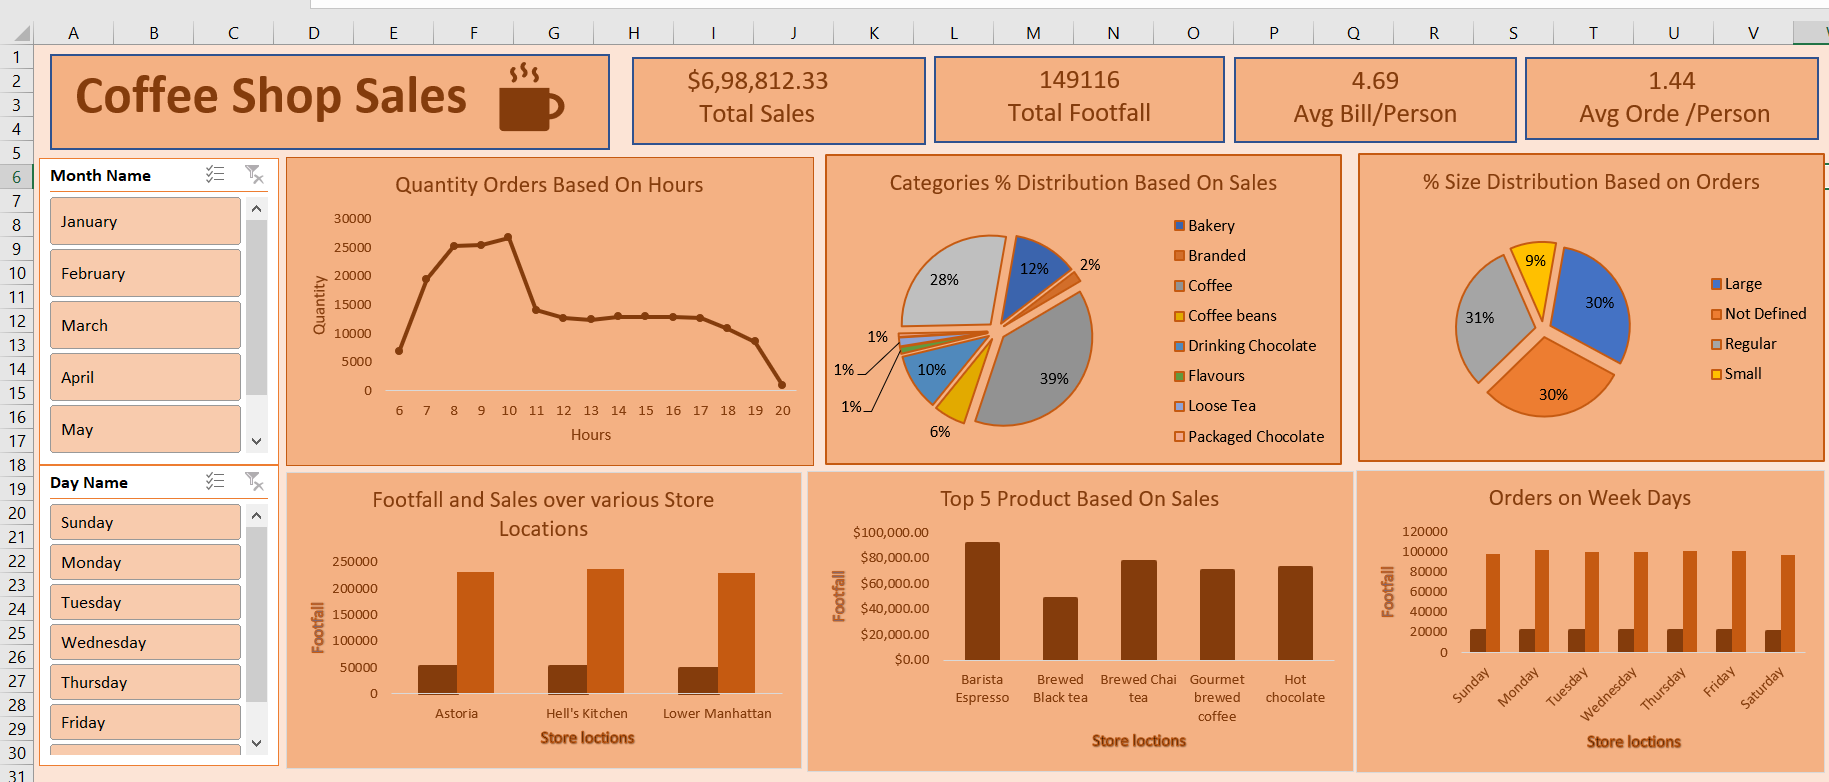 A B C D E F G H I J K L M N O P Q R S T U V
1
2
3
4
5
6
7
8
9
10
11
12
13
14
15
16
17
18
19
20
21
22
23
24
25
26
27
28
29
30
31
Coffee Shop Sales
$6,98,812.33
Total Sales
149116
Total Footfall
4.69
Avg Bill/Person
1.44
Avg Orde /Person
Month Name
January
February
March
April
May
Day Name
Sunday
Monday
Tuesday
Wednesday
Thursday
Friday
Quantity Orders Based On Hours
Quantity
30000
25000
20000
15000
10000
5000
0
6 7 8 9 10 11 12 13 14 15 16 17 18 19 20
Hours
Categories % Distribution Based On Sales
12%
2%
39%
6%
10%
1%
1%
1%
28%
Bakery
Branded
Coffee
Coffee beans
Drinking Chocolate
Flavours
Loose Tea
Packaged Chocolate
% Size Distribution Based on Orders
30%
30%
31%
9%
Large
Not Defined
Regular
Small
Footfall and Sales over various Store
Locations
Footfall
250000
200000
150000
100000
50000
0
Astoria Hell's Kitchen Lower Manhattan
Store loctions
Top 5 Product Based On Sales
Footfall
$100,000.00
$80,000.00
$60,000.00
$40,000.00
$20,000.00
$0.00
Barista
Espresso
Brewed
Black tea
Brewed Chai
tea
Gourmet
brewed
coffee
Hot
chocolate
Store loctions
Orders on Week Days
Footfall
120000
100000
80000
60000
40000
20000
0
Sunday
Monday
Tuesday
Wednesday
Thursday
Friday
Saturday
Store loctions